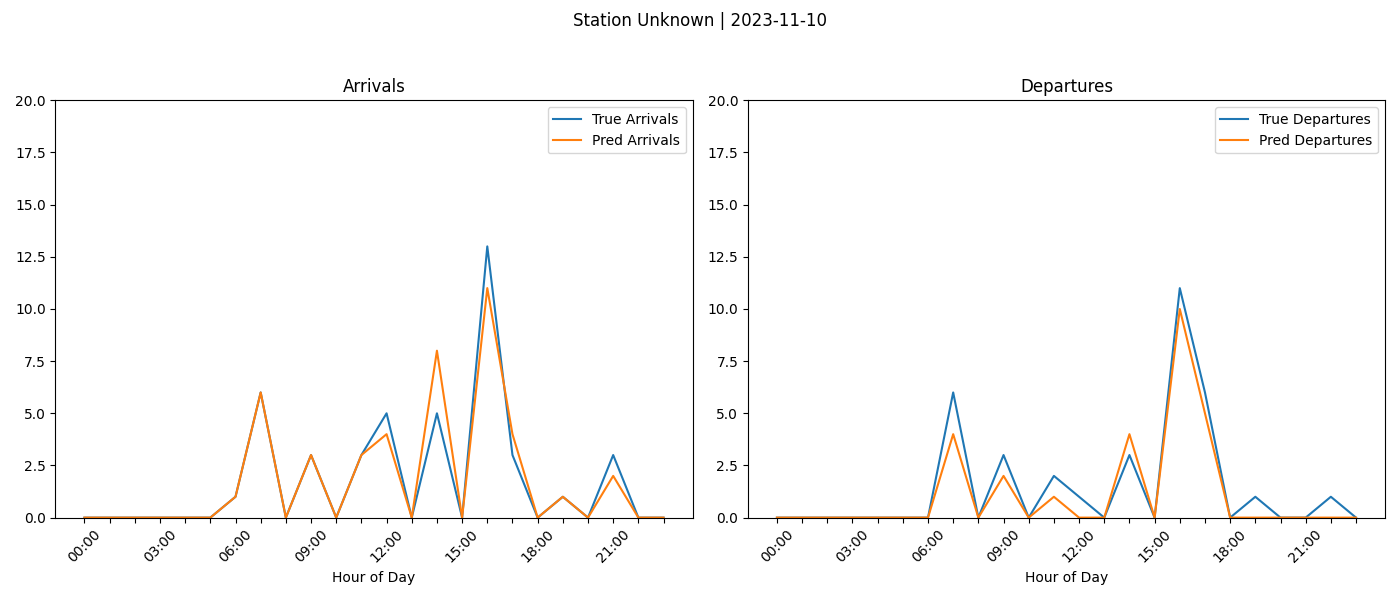 Station Unknown | 2023-11-10
Arrivals
20.0
17.5
15.0
12.5
10.0
7.5
5.0
2.5
0.0
True Arrivals
Pred Arrivals
00:00 03:00 06:00 09:00 12:00 15:00 18:00 21:00
Hour of Day
Departures
20.0
17.5
15.0
12.5
10.0
7.5
5.0
2.5
0.0
True Departures
Pred Departures
00:00 03:00 06:00 09:00 12:00 15:00 18:00 21:00
Hour of Day